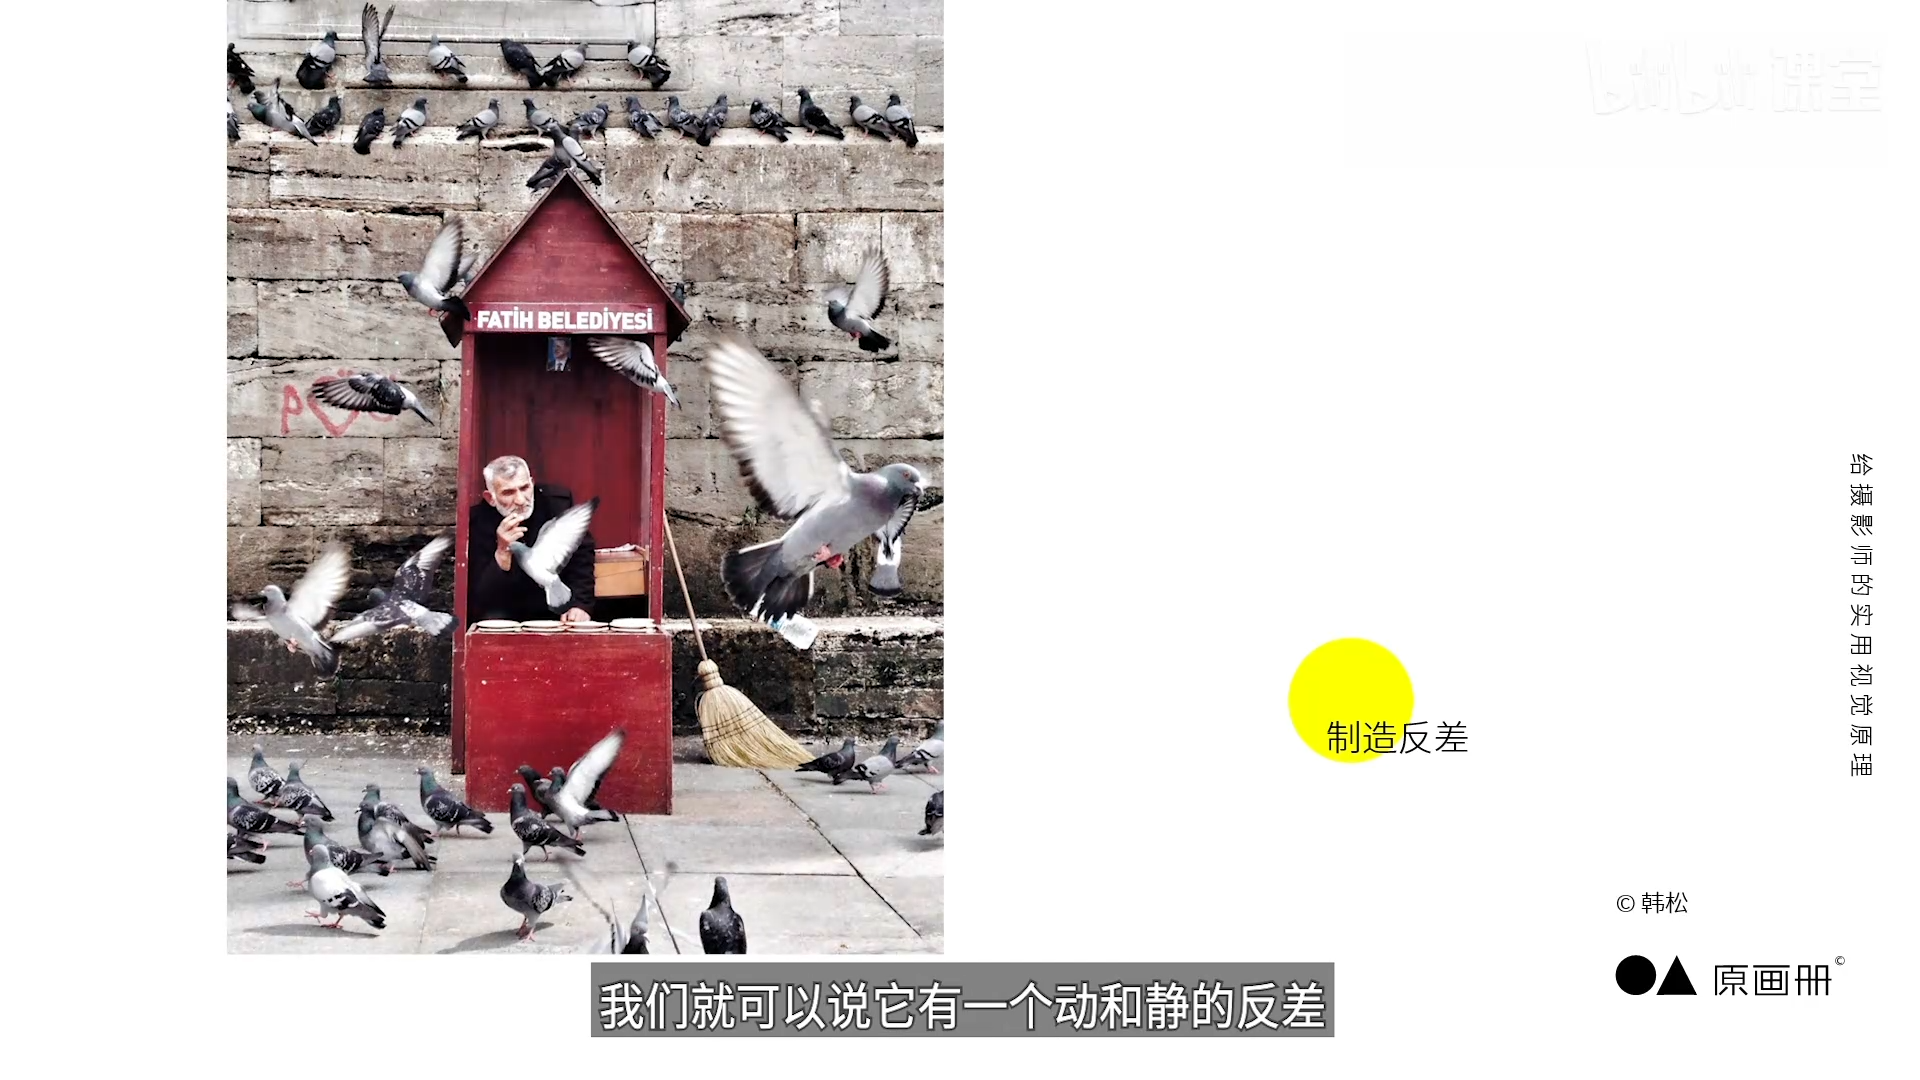 bilibili 课堂
FATİH BELEDİYESİ
制造反差
给摄影师的实用视觉原理
© 韩松
原画册©
我们就可以说它有一个动和静的反差